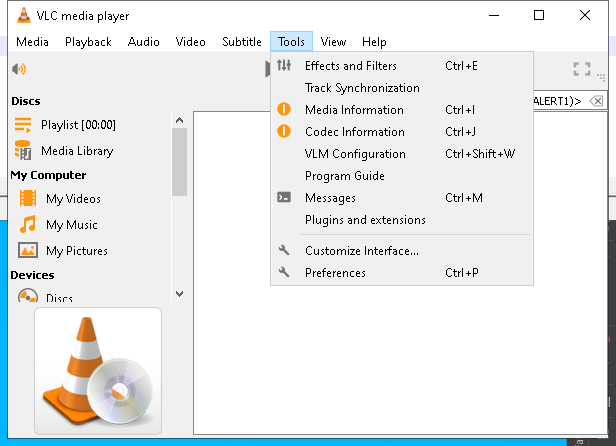 VLC media player
Media Playback Audio Video Subtitle Tools View Help
Effects and Filters Ctrl+E
Track Synchronization
Media Information Ctrl+I
Codec Information Ctrl+J
VLM Configuration Ctrl+Shift+W
Program Guide
Messages Ctrl+M
Plugins and extensions
Customize Interface...
Preferences Ctrl+P
ALERT1)>
Discs
Playlist [00:00]
Media Library
My Computer
My Videos
My Music
My Pictures
Devices
Discs